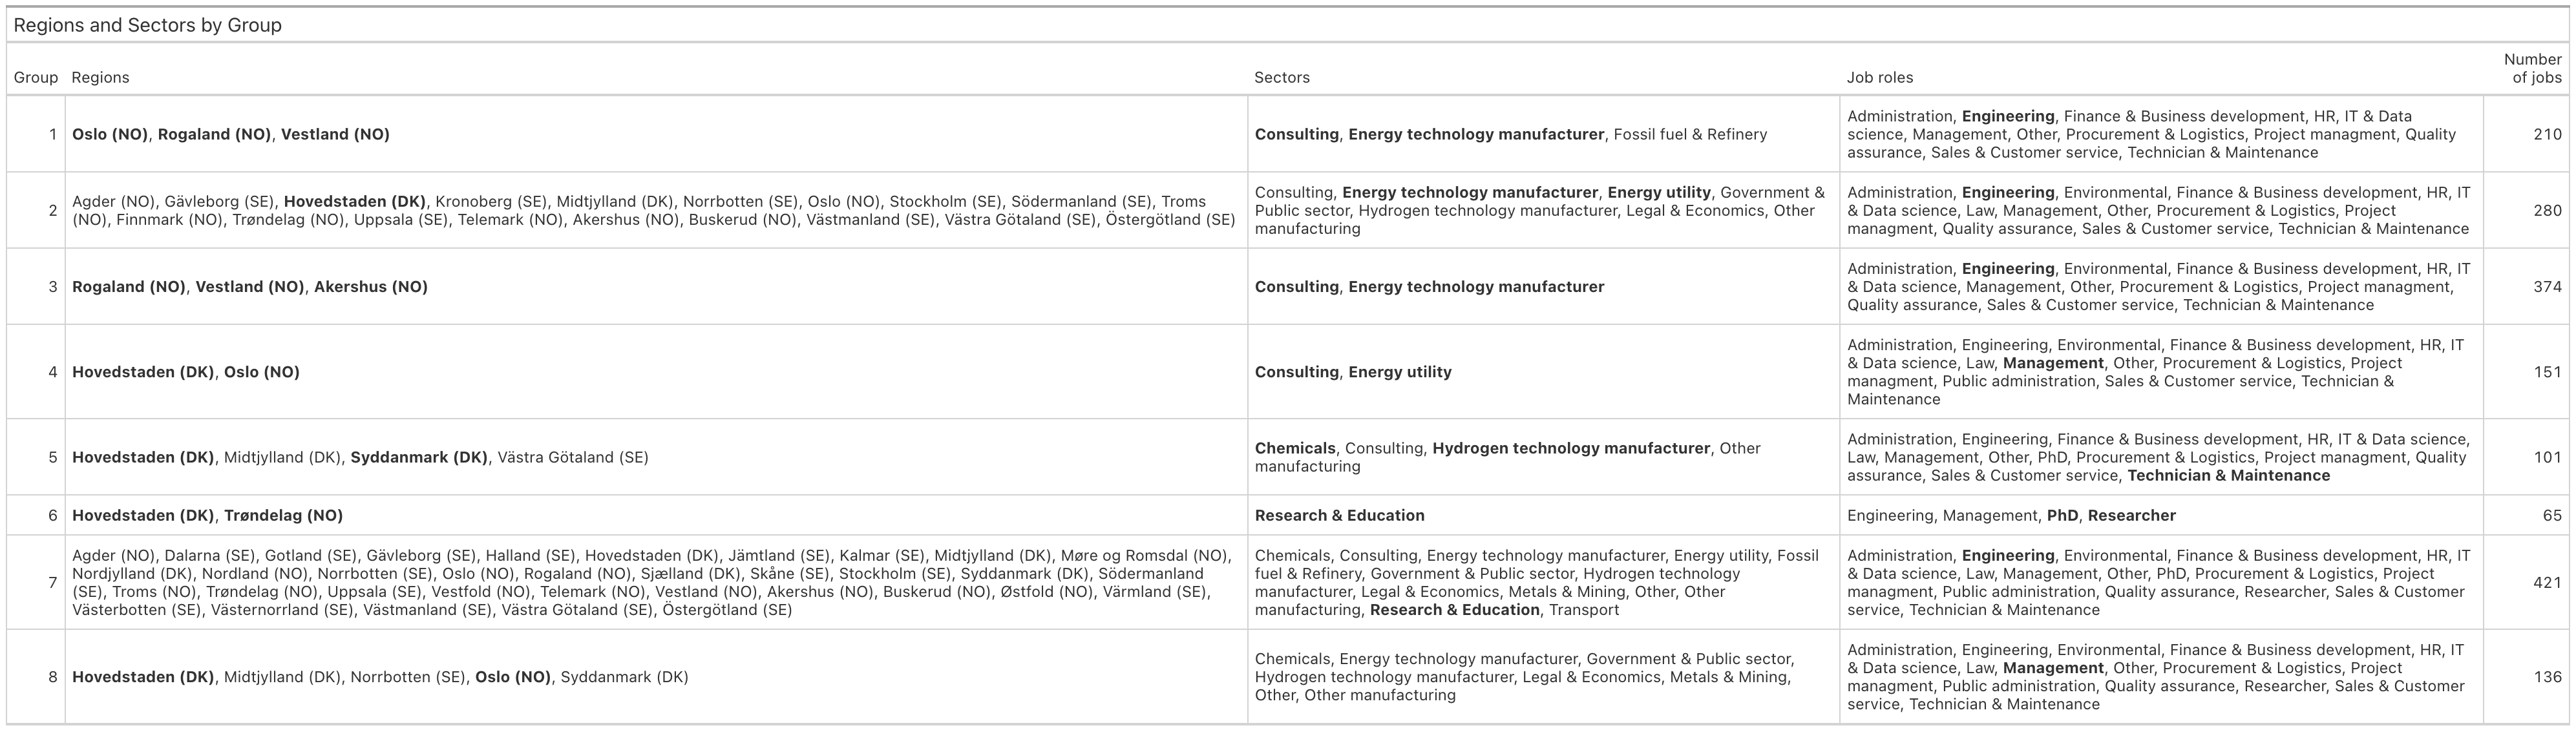 Regions and Sectors by Group
Group Regions Sectors Job roles Number
of jobs
1 Oslo (NO), Rogaland (NO), Vestland (NO)
Consulting, Energy technology manufacturer, Fossil fuel & Refinery
Administration, Engineering, Finance & Business development, HR, IT & Data
science, Management, Other, Procurement & Logistics, Project managment, Quality
assurance, Sales & Customer service, Technician & Maintenance
210
2
Agder (NO), Gävleborg (SE), Hovedstaden (DK), Kronoberg (SE), Midtjylland (DK), Norrbotten (SE), Oslo (NO), Stockholm (SE), Södermanland (SE), Troms
(NO), Finnmark (NO), Trøndelag (NO), Uppsala (SE), Telemark (NO), Akershus (NO), Buskerud (NO), Västmanland (SE), Västra Götaland (SE), Östergötland (SE)
Consulting, Energy technology manufacturer, Energy utility, Government &
Public sector, Hydrogen technology manufacturer, Legal & Economics, Other
manufacturing
Administration, Engineering, Environmental, Finance & Business development, HR, IT
& Data science, Law, Management, Other, Procurement & Logistics, Project
managment, Quality assurance, Sales & Customer service, Technician & Maintenance
280
3 Rogaland (NO), Vestland (NO), Akershus (NO)
Consulting, Energy technology manufacturer
Administration, Engineering, Environmental, Finance & Business development, HR, IT
& Data science, Management, Other, Procurement & Logistics, Project managment,
Quality assurance, Sales & Customer service, Technician & Maintenance
374
4 Hovedstaden (DK), Oslo (NO)
Consulting, Energy utility
Administration, Engineering, Environmental, Finance & Business development, HR, IT
& Data science, Law, Management, Other, Procurement & Logistics, Project
managment, Public administration, Sales & Customer service, Technician &
Maintenance
151
5 Hovedstaden (DK), Midtjylland (DK), Syddanmark (DK), Västra Götaland (SE)
Chemicals, Consulting, Hydrogen technology manufacturer, Other
manufacturing
Administration, Engineering, Finance & Business development, HR, IT & Data science,
Law, Management, Other, PhD, Procurement & Logistics, Project managment, Quality
assurance, Sales & Customer service, Technician & Maintenance
101
6 Hovedstaden (DK), Trøndelag (NO)
Research & Education
Engineering, Management, PhD, Researcher
65
7
Agder (NO), Dalarna (SE), Gotland (SE), Gävleborg (SE), Halland (SE), Hovedstaden (DK), Jämtland (SE), Kalmar (SE), Midtjylland (DK), Møre og Romsdal (NO),
Nordjylland (DK), Nordland (NO), Norrbotten (SE), Oslo (NO), Rogaland (NO), Sjælland (DK), Skåne (SE), Stockholm (SE), Syddanmark (DK), Södermanland
(SE), Troms (NO), Trøndelag (NO), Uppsala (SE), Vestfold (NO), Telemark (NO), Vestland (NO), Akershus (NO), Buskerud (NO), Østfold (NO), Värmland (SE),
Västerbotten (SE), Västernorrland (SE), Västmanland (SE), Västra Götaland (SE), Östergötland (SE)
Chemicals, Consulting, Energy technology manufacturer, Energy utility, Fossil
fuel & Refinery, Government & Public sector, Hydrogen technology
manufacturer, Legal & Economics, Metals & Mining, Other, Other
manufacturing, Research & Education, Transport
Administration, Engineering, Environmental, Finance & Business development, HR, IT
& Data science, Law, Management, Other, PhD, Procurement & Logistics, Project
managment, Public administration, Quality assurance, Researcher, Sales & Customer
service, Technician & Maintenance
421
8 Hovedstaden (DK), Midtjylland (DK), Norrbotten (SE), Oslo (NO), Syddanmark (DK)
Chemicals, Energy technology manufacturer, Government & Public sector,
Hydrogen technology manufacturer, Legal & Economics, Metals & Mining,
Other, Other manufacturing
Administration, Engineering, Environmental, Finance & Business development, HR, IT
& Data science, Law, Management, Other, Procurement & Logistics, Project
managment, Public administration, Quality assurance, Researcher, Sales & Customer
service, Technician & Maintenance
136